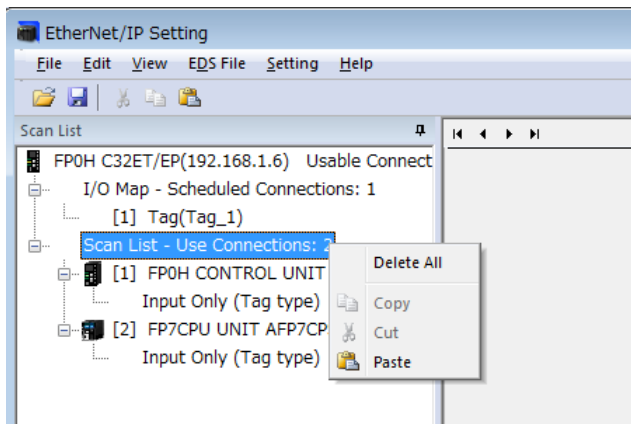 EtherNet/IP Setting
File Edit View EDS File Setting Help
Scan List
FP0H C32ET/EP(192.168.1.6) Usable Connect
I/O Map - Scheduled Connections: 1
[1] Tag(Tag_1)
Scan List - Use Connections: 2
[1] FP0H CONTROL UNIT
Input Only (Tag type)
[2] FP7CPU UNIT AFP7CP
Input Only (Tag type)
Delete All
Copy
Cut
Paste